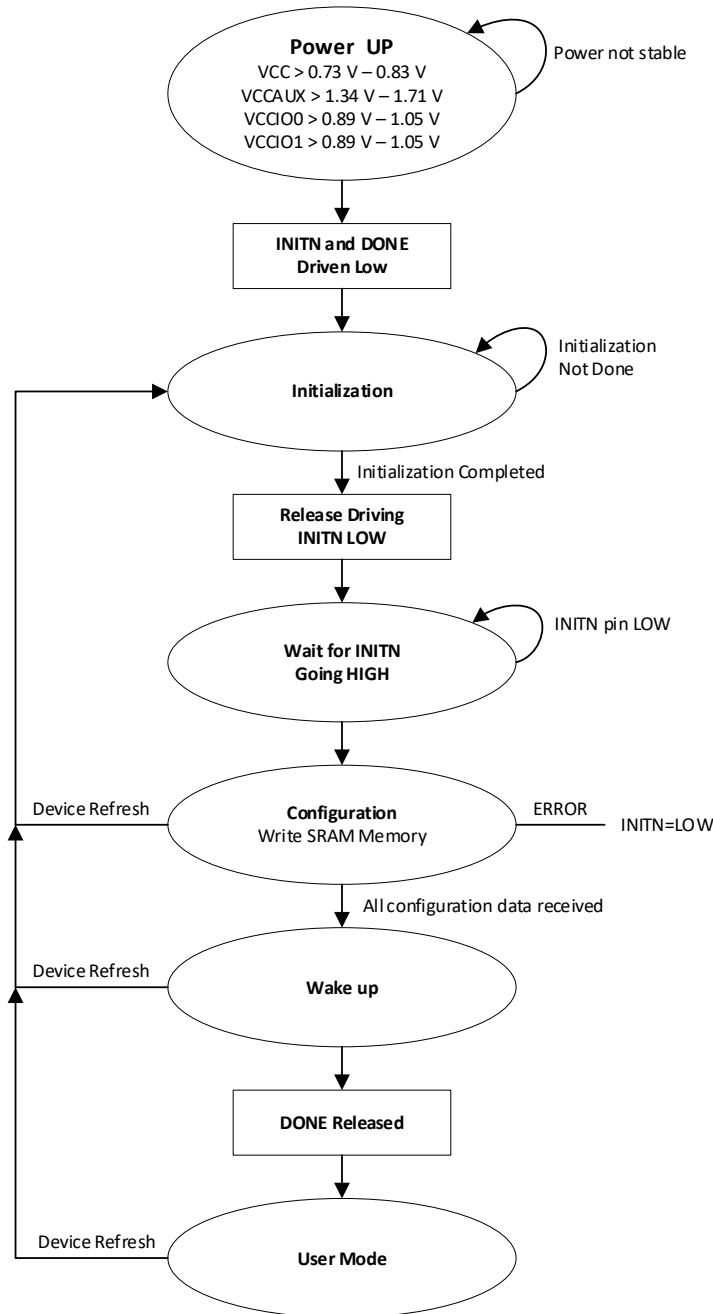 Power UP
VCC > 0.73 V – 0.83 V
VCCAUX > 1.34 V – 1.71 V
VCCIO0 > 0.89 V – 1.05 V
VCCIO1 > 0.89 V – 1.05 V
Power not stable
INITN and DONE
Driven Low
Initialization
Initialization
Not Done
Initialization Completed
Release Driving
INITN LOW
Wait for INITN
Going HIGH
INITN pin LOW
Device Refresh
Configuration
Write SRAM Memory
ERROR
INITN=LOW
All configuration data received
Device Refresh
Wake up
DONE Released
Device Refresh
User Mode